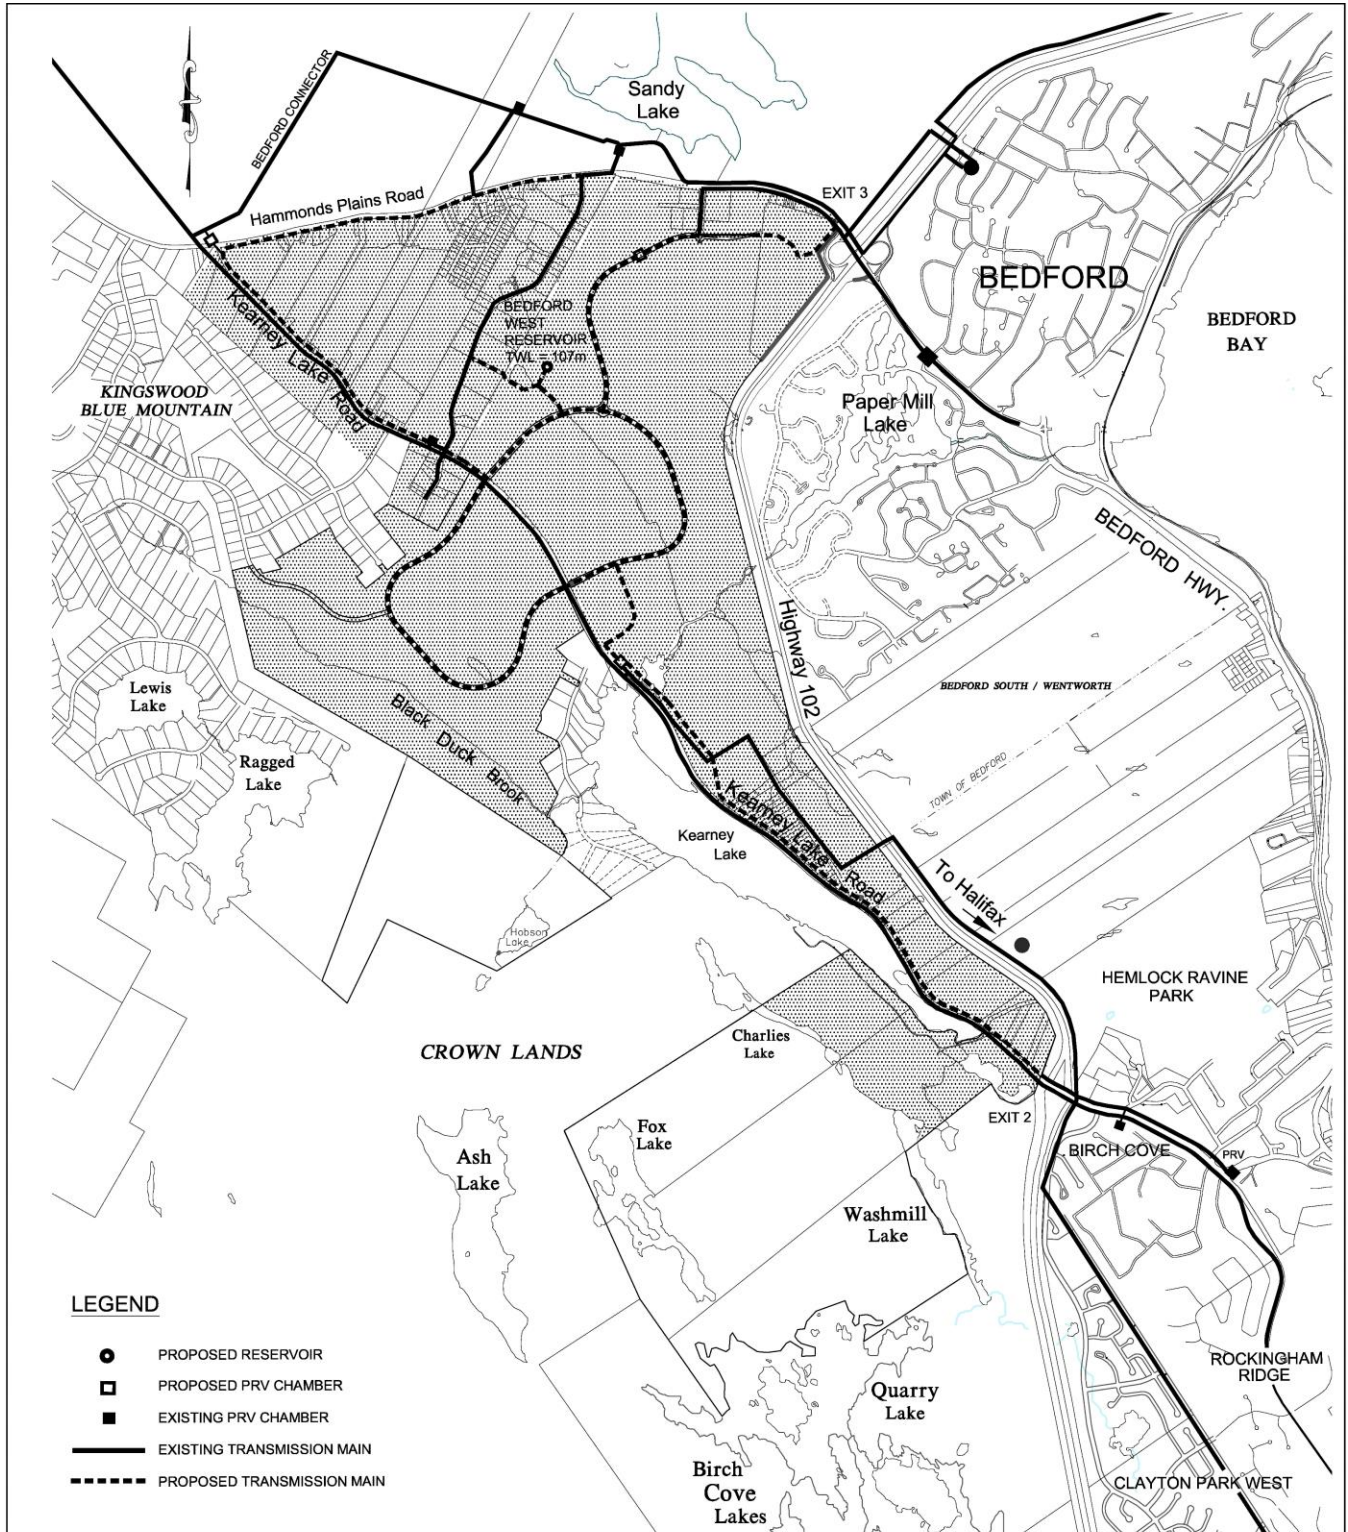 Sandy
Lake
BEDFORD CONNECTOR
EXIT 3
Hammonds Plains Road
BEDFORD
BEDFORD
BAY
Kearney Lake Road
BEDFORD
WEST
RESERVOIR
TWL = 107m
KINGSWOOD
BLUE MOUNTAIN
Paper Mill
Lake
BEDFORD HWY.
Highway 102
Lewis
Lake
BEDFORD SOUTH / WENTWORTH
Black Duck Brook
Ragged
Lake
TOWN OF BEDFORD
Kearney Lake Road
Kearney
Lake
To Halifax
Hobson
Lake
HEMLOCK RAVINE
PARK
CROWN LANDS
Charlies
Lake
EXIT 2
Fox
Lake
Ash
Lake
BIRCH COVE
PRV
Washmill
Lake
LEGEND
PROPOSED RESERVOIR
PROPOSED PRV CHAMBER
EXISTING PRV CHAMBER
EXISTING TRANSMISSION MAIN
PROPOSED TRANSMISSION MAIN
ROCKINGHAM
RIDGE
Quarry
Lake
Birch
Cove
Lakes
CLAYTON PARK WEST